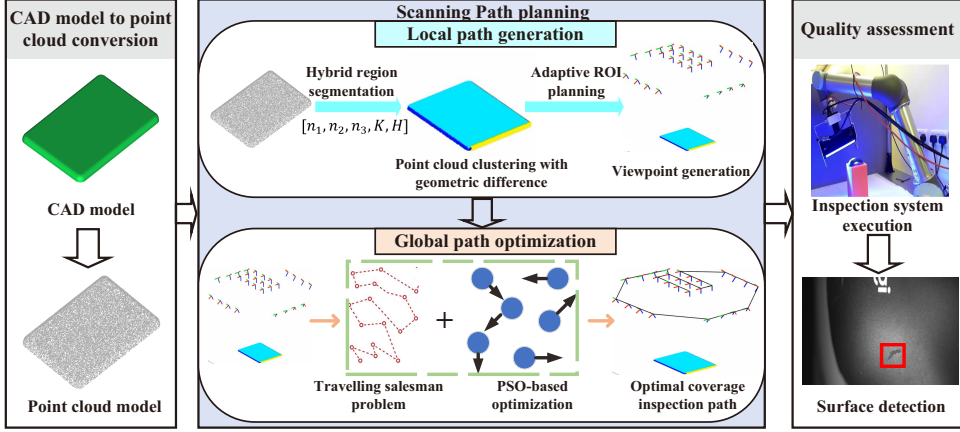 CAD model to point
cloud conversion
CAD model
Point cloud model
Scanning Path planning
Local path generation
Hybrid region
segmentation
[n₁, n₂, n₃, K, H]
Point cloud clustering with
geometric difference
Adaptive ROI
planning
Viewpoint generation
Global path optimization
+
Travelling salesman
problem
PSO-based
optimization
Optimal coverage
inspection path
Quality assessment
Inspection system
execution
Surface detection